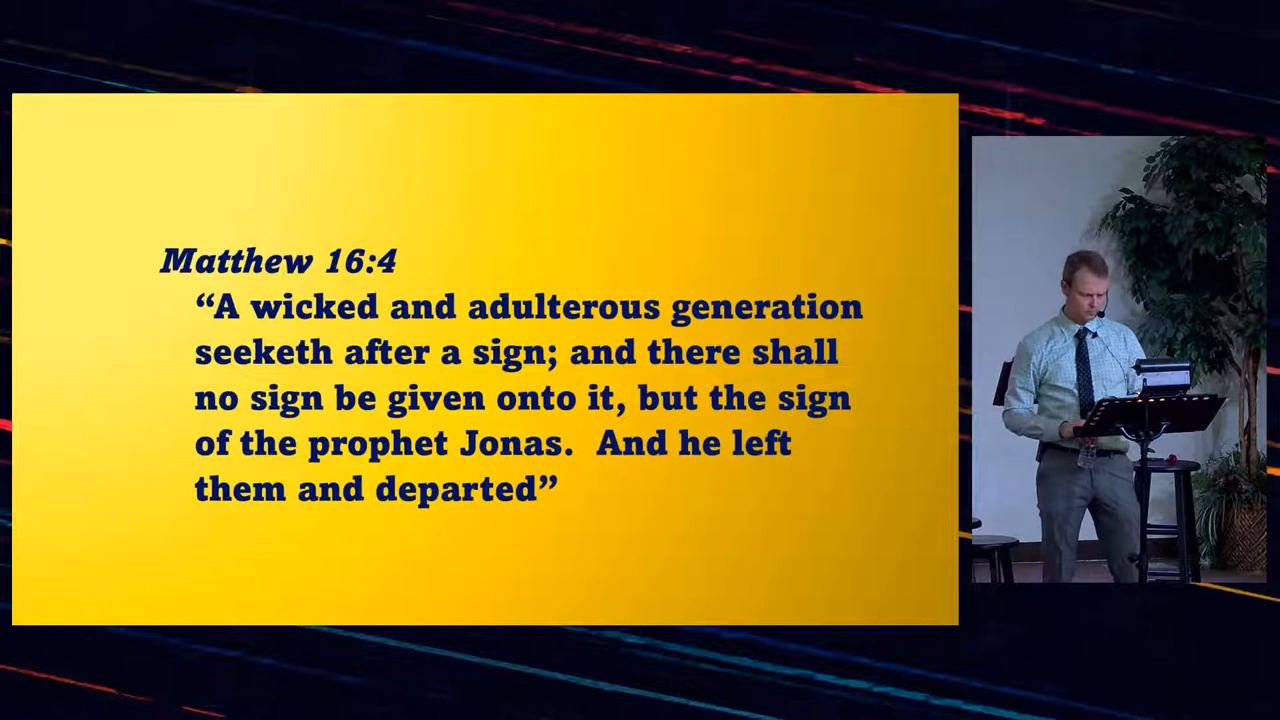 Matthew 16:4
“A wicked and adulterous generation
seeketh after a sign; and there shall
no sign be given onto it, but the sign
of the prophet Jonas.  And he left
them and departed”